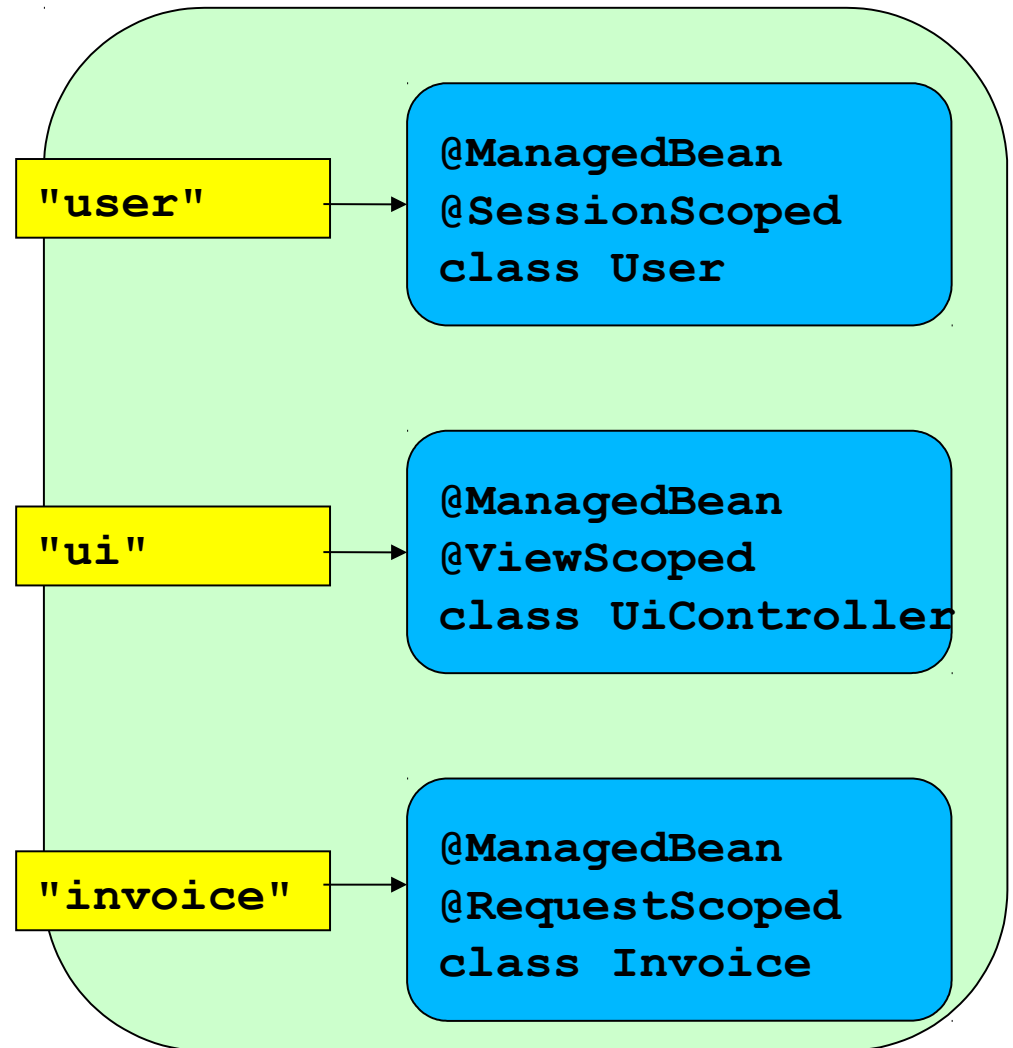 "user"
@ManagedBean
@SessionScoped
class User
"ui"
@ManagedBean
@ViewScoped
class UiController
"invoice"
@ManagedBean
@RequestScoped
class Invoice